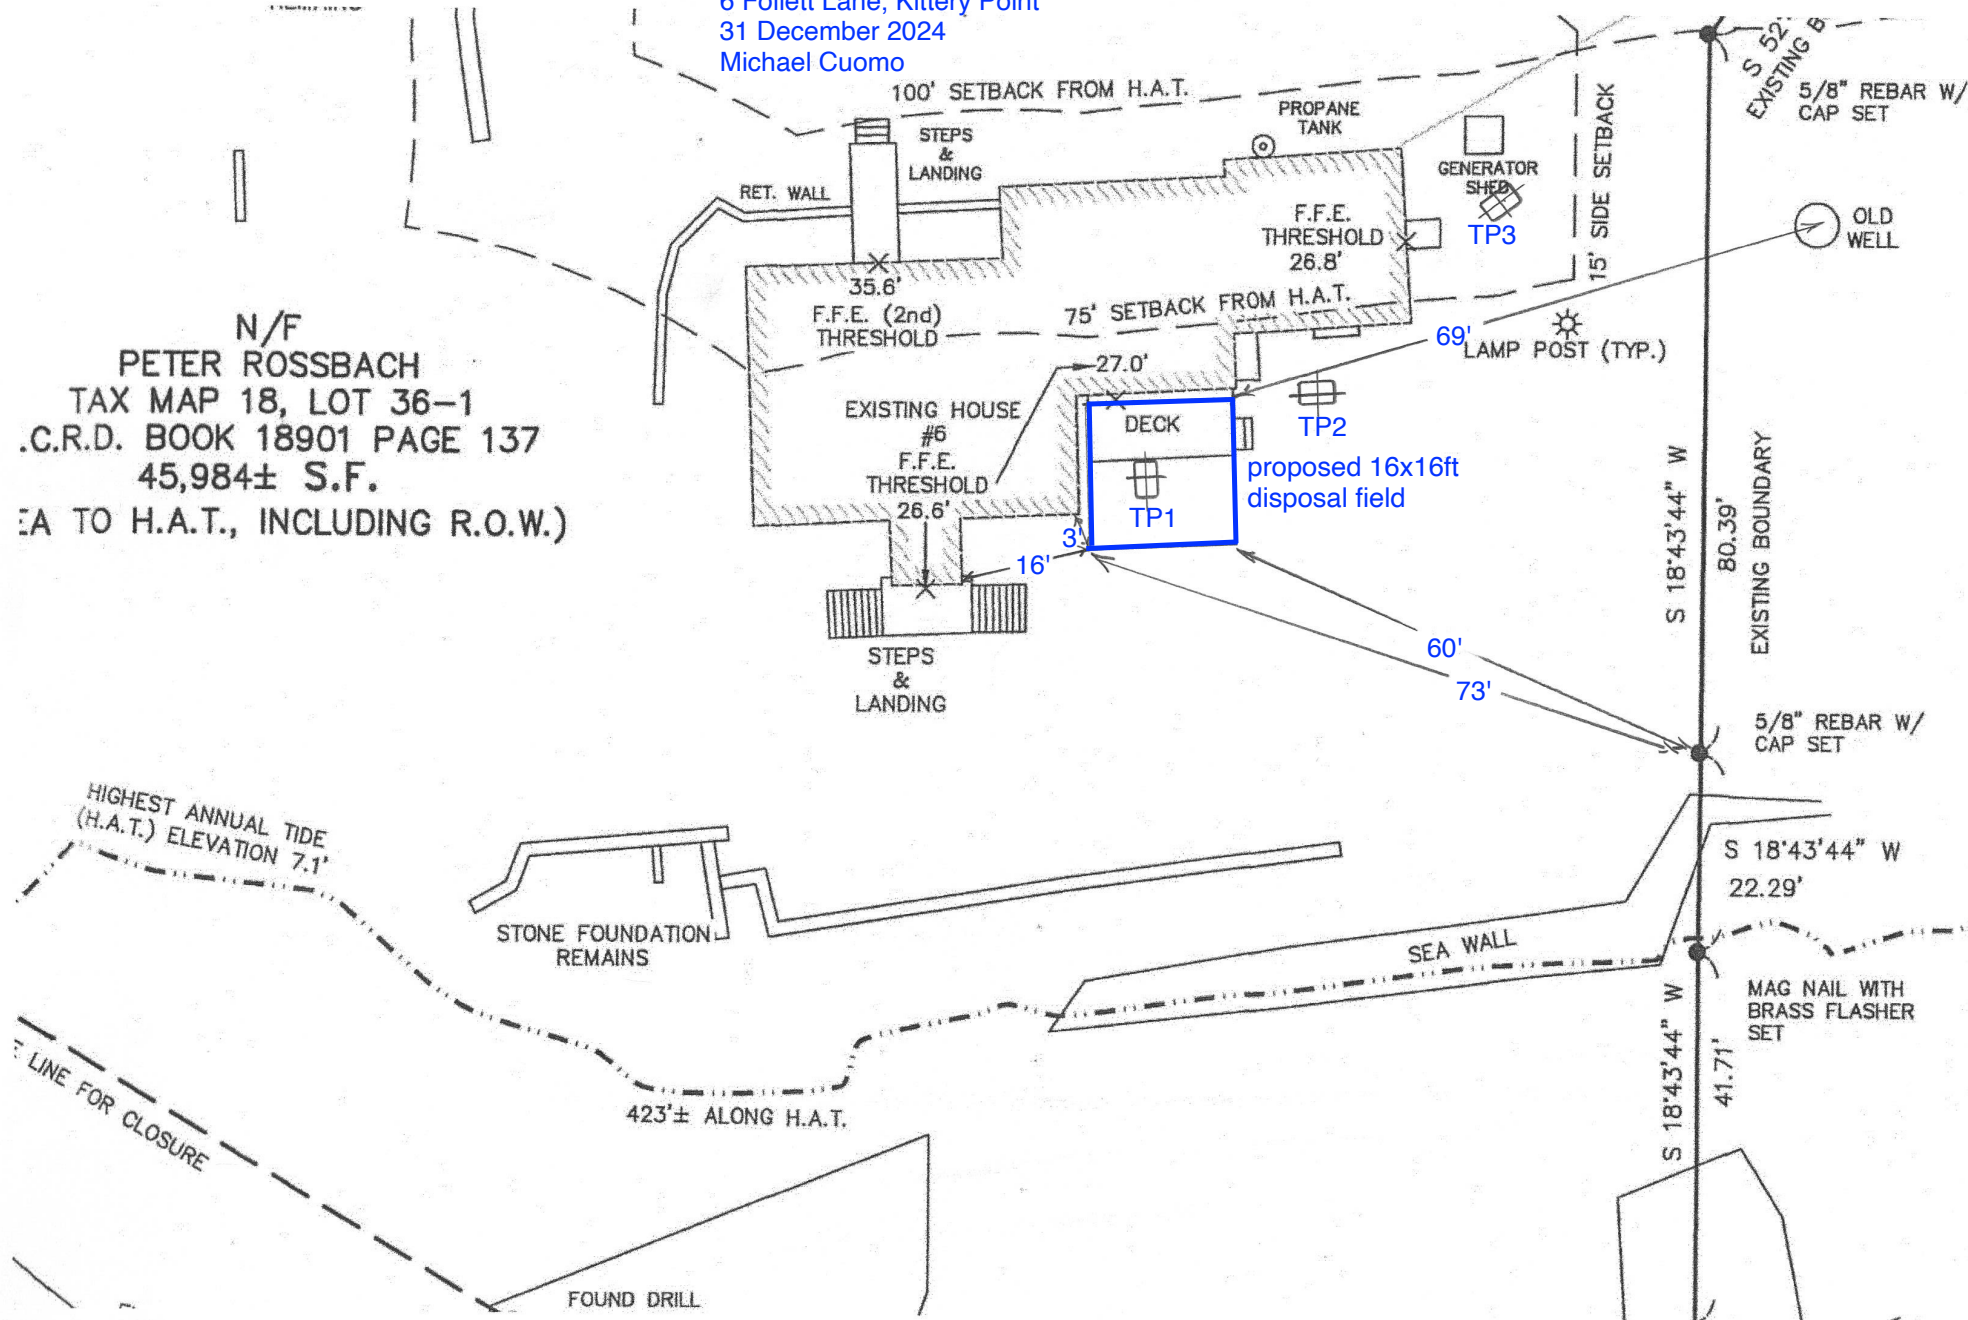 REMAINS
6 Follett Lane, Kittery Point
31 December 2024
Michael Cuomo
100' SETBACK FROM H.A.T.
PROPANE
TANK
STEPS
&
LANDING
GENERATOR
SHED
TP3
15' SIDE SETBACK
S 52°
EXISTING B
5/8" REBAR W/
CAP SET
OLD
WELL
RET. WALL
F.F.E.
THRESHOLD
26.8'
35.6'
F.F.E. (2nd)
THRESHOLD
75' SETBACK FROM H.A.T.
69'
LAMP POST (TYP.)
N/F
PETER ROSSBACH
TAX MAP 18, LOT 36-1
.C.R.D. BOOK 18901 PAGE 137
45,984± S.F.
EA TO H.A.T., INCLUDING R.O.W.)
27.0'
EXISTING HOUSE
#6
F.F.E.
THRESHOLD
26.6'
DECK
TP2
TP1
proposed 16x16ft
disposal field
3'
16'
STEPS
&
LANDING
60'
73'
S 18°43'44" W
80.39'
EXISTING BOUNDARY
5/8" REBAR W/
CAP SET
HIGHEST ANNUAL TIDE
(H.A.T.) ELEVATION 7.1'
STONE FOUNDATION
REMAINS
S 18°43'44" W
22.29'
SEA WALL
MAG NAIL WITH
BRASS FLASHER
SET
S 18°43'44" W
41.71'
E LINE FOR CLOSURE
423'± ALONG H.A.T.
FOUND DRILL